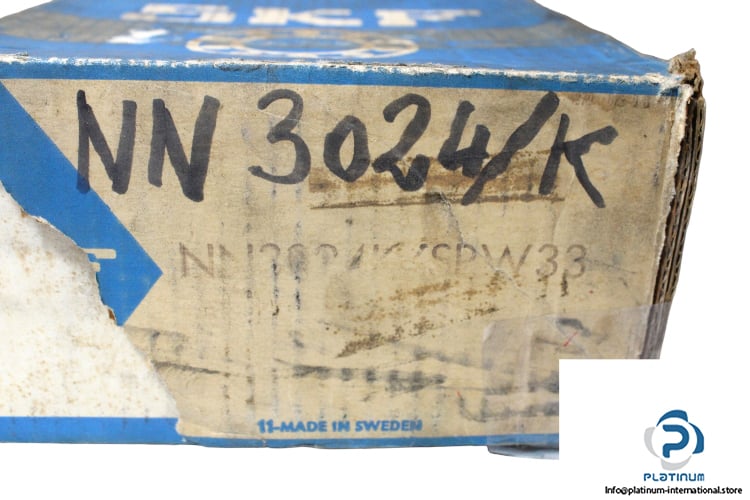 SKF
NN 3024/K
NN3024K/SPW33
11-MADE IN SWEDEN
PLATINUM
Info@platinum-international.store